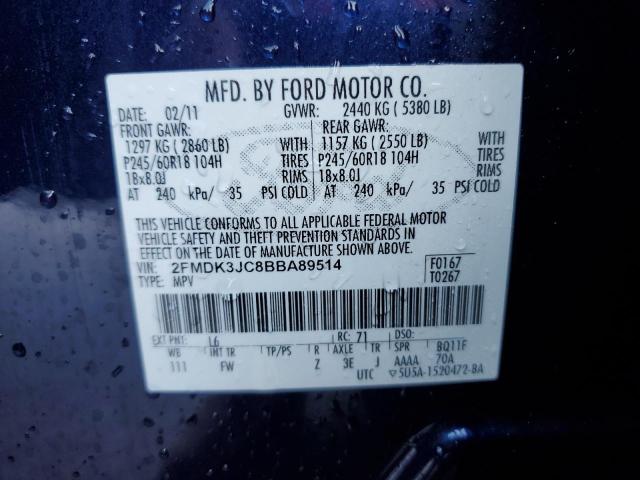 MFD. BY FORD MOTOR CO.
DATE: 02/11 GVWR: 2440 KG ( 5380 LB)
FRONT GAWR: REAR GAWR:
1297 KG ( 2860 LB) WITH 1157 KG ( 2550 LB) WITH
P245/60R18 104H TIRES P245/60R18 104H TIRES
18x8.0J RIMS 18x8.0J RIMS
AT 240 kPa/ 35 PSI COLD AT 240 kPa/ 35 PSI COLD
THIS VEHICLE CONFORMS TO ALL APPLICABLE FEDERAL MOTOR
VEHICLE SAFETY AND THEFT PREVENTION STANDARDS IN
EFFECT ON THE DATE OF MANUFACTURE SHOWN ABOVE.
VIN: 2FMDK3JC8BBA89514 F0167
TYPE: MPV T0267
EXT PNT: L6 RC: 71 DSO:
WB INT TR TP/PS R AXLE TR SPR BQ11F
111 FW Z 3E J AAAA 70A
UTC ▽5U5A-1520472-BA